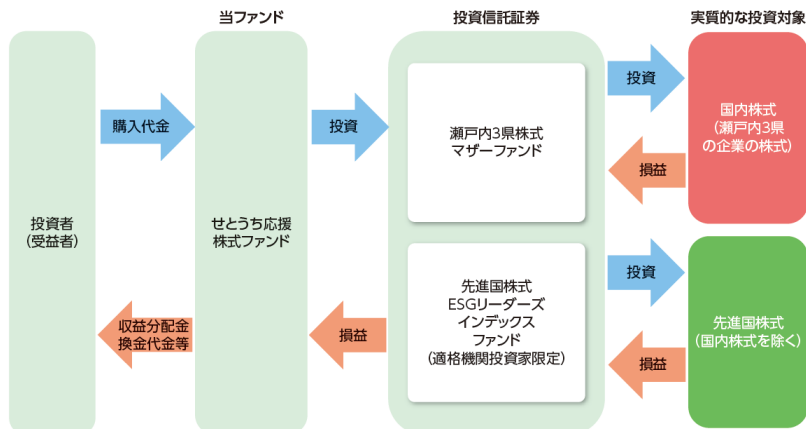 当ファンド
投資信託証券
実質的な投資対象
投資者
(受益者)
購入代金
収益分配金
換金代金等
せとうち応援
株式ファンド
投資
損益
瀬戸内3県株式
マザーファンド
先進国株式
ESGリーダーズ
インデックス
ファンド
(適格機関投資家限定)
投資
損益
投資
損益
国内株式
(瀬戸内3県
の企業の株式)
先進国株式
(国内株式を除く)